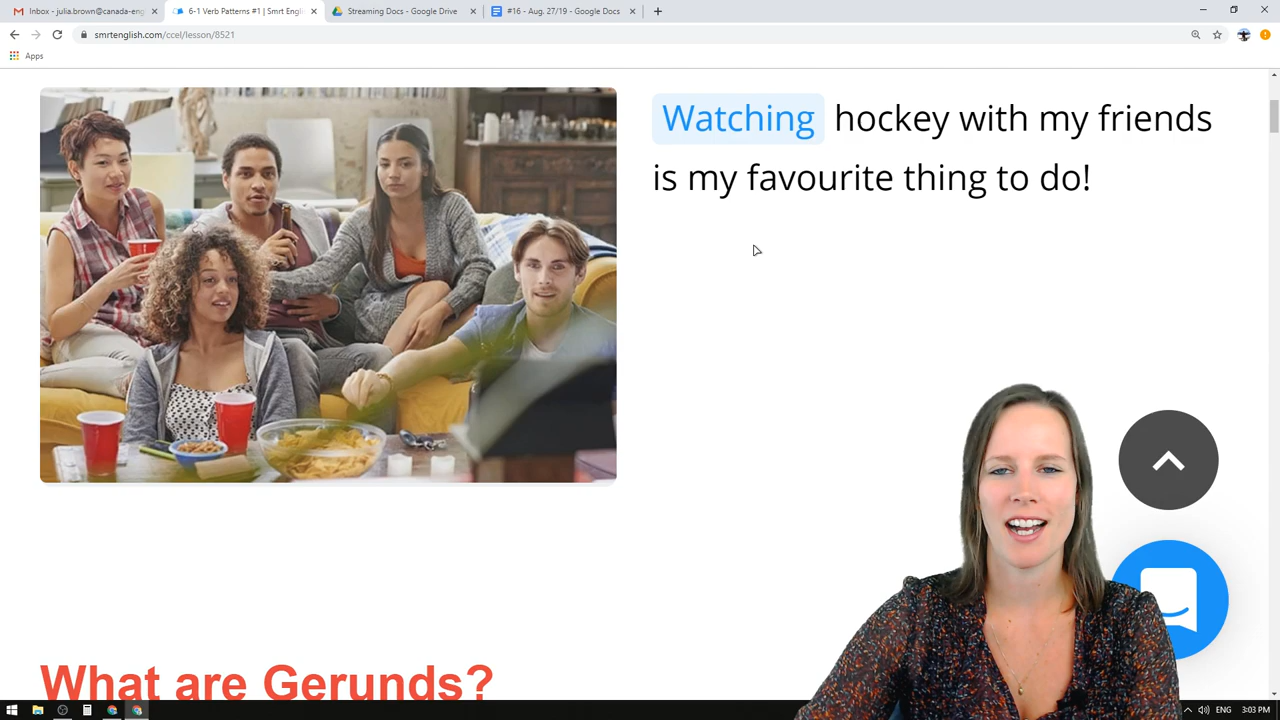 Inbox - julia.brown@canada-eng
6-1 Verb Patterns #1 | Smrt Engli
Streaming Docs - Google Drive
#16 - Aug. 27/19 - Google Docs
smrtenglish.com/ccel/lesson/8521
Apps
Watching hockey with my friends
is my favourite thing to do!
What are Gerunds?
ENG
3:03 PM